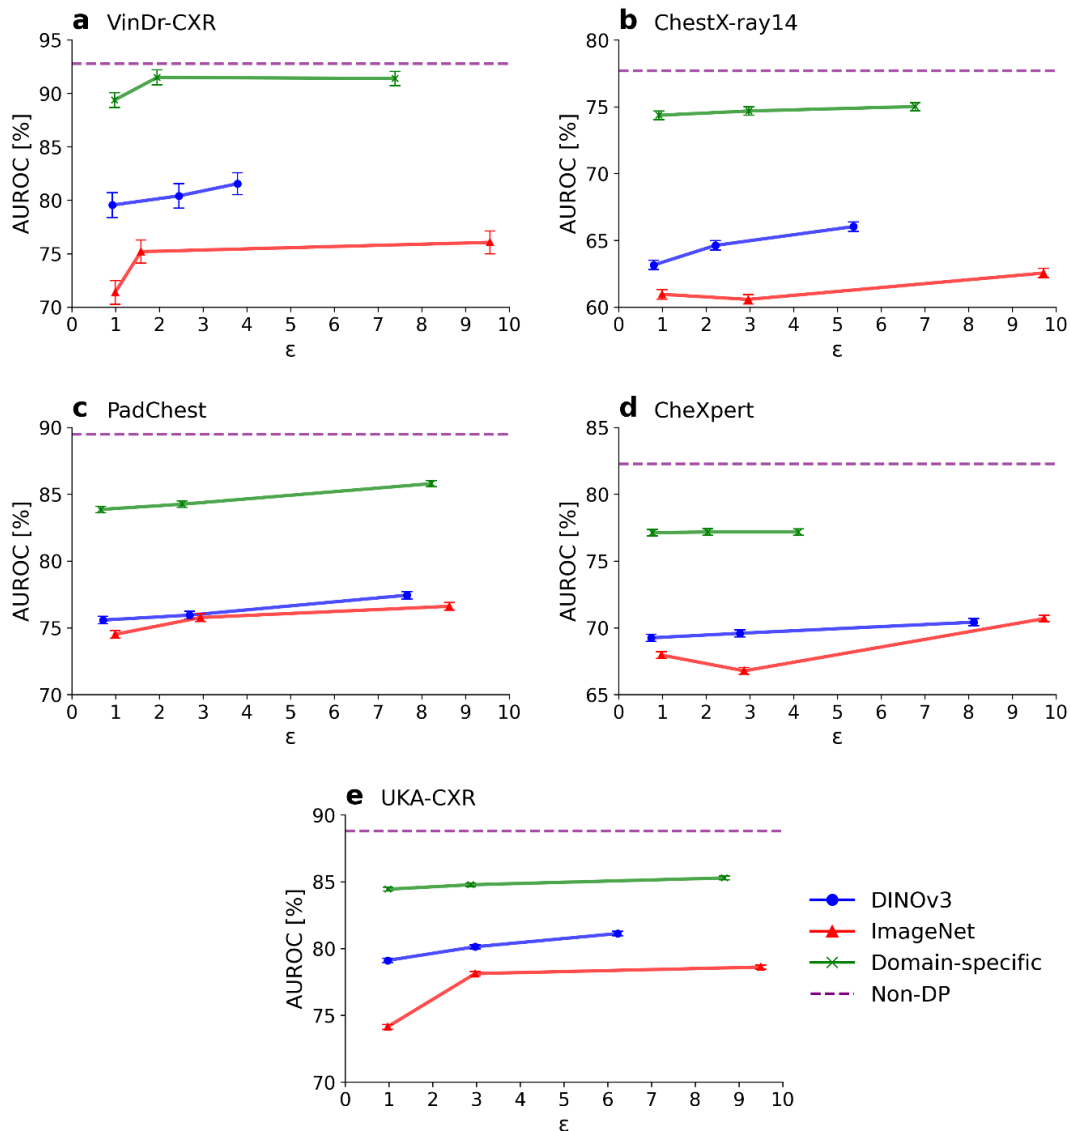 a VinDr-CXR
95
90
85
80
75
70
AUROC [%]
0 1 2 3 4 5 6 7 8 9 10
ε
b ChestX-ray14
80
75
70
65
60
AUROC [%]
0 1 2 3 4 5 6 7 8 9 10
ε
c PadChest
90
85
80
75
70
AUROC [%]
0 1 2 3 4 5 6 7 8 9 10
ε
d CheXpert
85
80
75
70
65
AUROC [%]
0 1 2 3 4 5 6 7 8 9 10
ε
e UKA-CXR
90
85
80
75
70
AUROC [%]
0 1 2 3 4 5 6 7 8 9 10
ε
DINOv3
ImageNet
Domain-specific
Non-DP